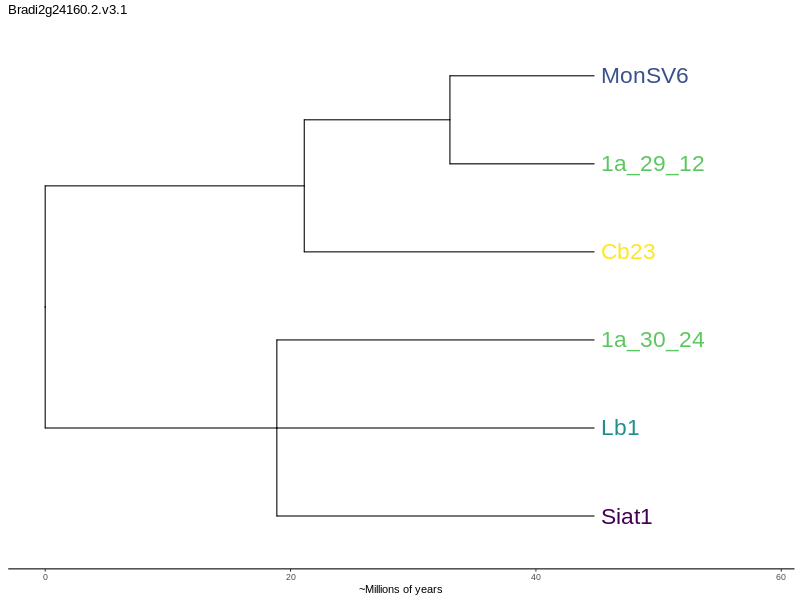 Bradi2g24160.2.v3.1
MonSV6
1a_29_12
Cb23
1a_30_24
Lb1
Siat1
0 20 40 60
~Millions of years